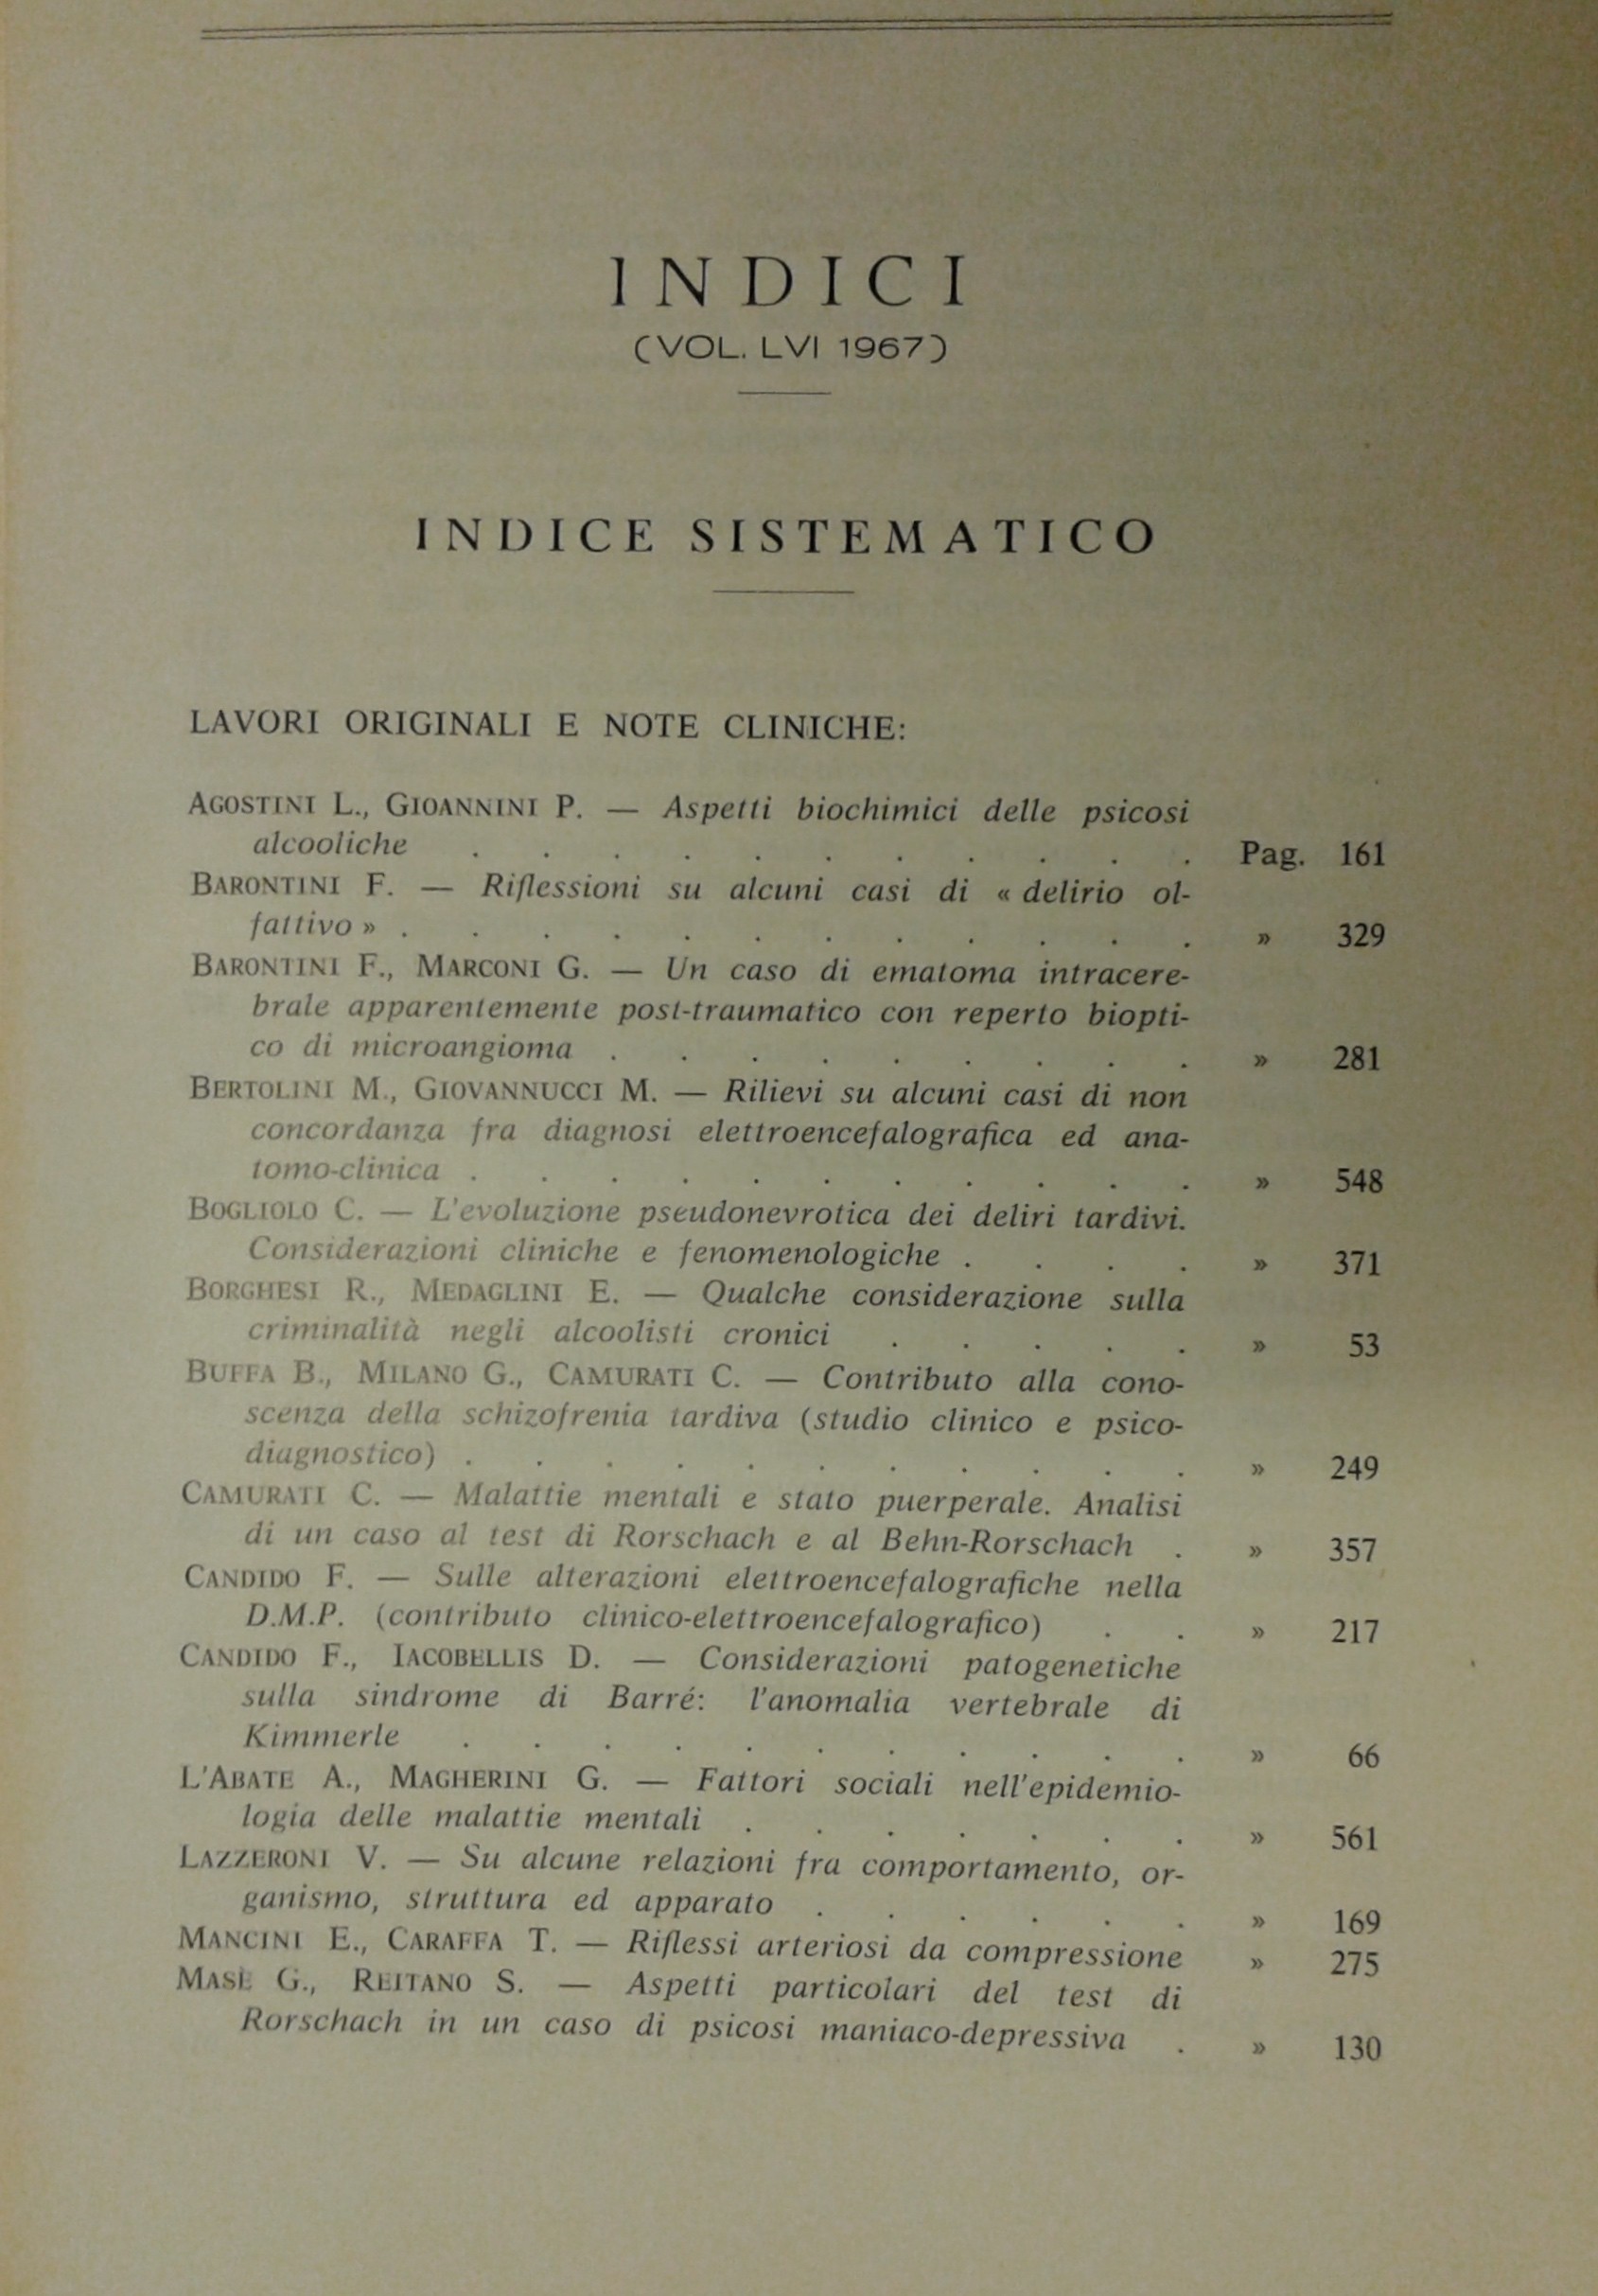 INDICI
(VOL. LVI 1967)
INDICE SISTEMATICO
LAVORI ORIGINALI E NOTE CLINICHE:
AGOSTINI L., GIOANNINI P. — Aspetti biochimici delle psicosi
alcooliche . . . . . . . . . . . Pag. 161
BARONTINI F. — Riflessioni su alcuni casi di « delirio ol-
fattivo » . . . . . . . . . . . . » 329
BARONTINI F., MARCONI G. — Un caso di ematoma intracere-
brale apparentemente post-traumatico con reperto biopti-
co di microangioma . . . . . . . . . » 281
BERTOLINI M., GIOVANNUCCI M. — Rilievi su alcuni casi di non
concordanza fra diagnosi elettroencefalografica ed ana-
tomo-clinica . . . . . . . . . . . » 548
BOGLIOLO C. — L'evoluzione pseudonevrotica dei deliri tardivi.
Considerazioni cliniche e fenomenologiche . . . . » 371
BORGHESI R., MEDAGLINI E. — Qualche considerazione sulla
criminalità negli alcoolisti cronici . . . . . » 53
BUFFA B., MILANO G., CAMURATI C. — Contributo alla cono-
scenza della schizofrenia tardiva (studio clinico e psico-
diagnostico) . . . . . . . . . . . » 249
CAMURATI C. — Malattie mentali e stato puerperale. Analisi
di un caso al test di Rorschach e al Behn-Rorschach . » 357
CANDIDO F. — Sulle alterazioni elettroencefalografiche nella
D.M.P. (contributo clinico-elettroencefalografico) . . » 217
CANDIDO F., IACOBELLIS D. — Considerazioni patogenetiche
sulla sindrome di Barré: l'anomalia vertebrale di
Kimmerle . . . . . . . . . . . » 66
L'ABATE A., MAGHERINI G. — Fattori sociali nell'epidemio-
logia delle malattie mentali . . . . . . . » 561
LAZZERONI V. — Su alcune relazioni fra comportamento, or-
ganismo, struttura ed apparato . . . . . . » 169
MANCINI E., CARAFFA T. — Riflessi arteriosi da compressione » 275
MASÈ G., REITANO S. — Aspetti particolari del test di
Rorschach in un caso di psicosi maniaco-depressiva . » 130